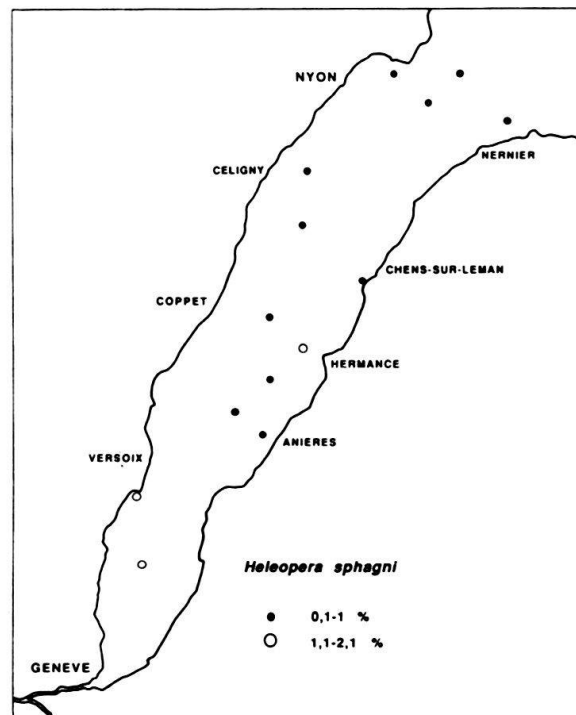 NYON
NERNIER
CELIGNY
CHENS-SUR-LEMAN
COPPET
HERMANCE
ANIERES
VERSOIX
Heleopera sphagni
0,1-1 %
1,1-2,1 %
GENEVE